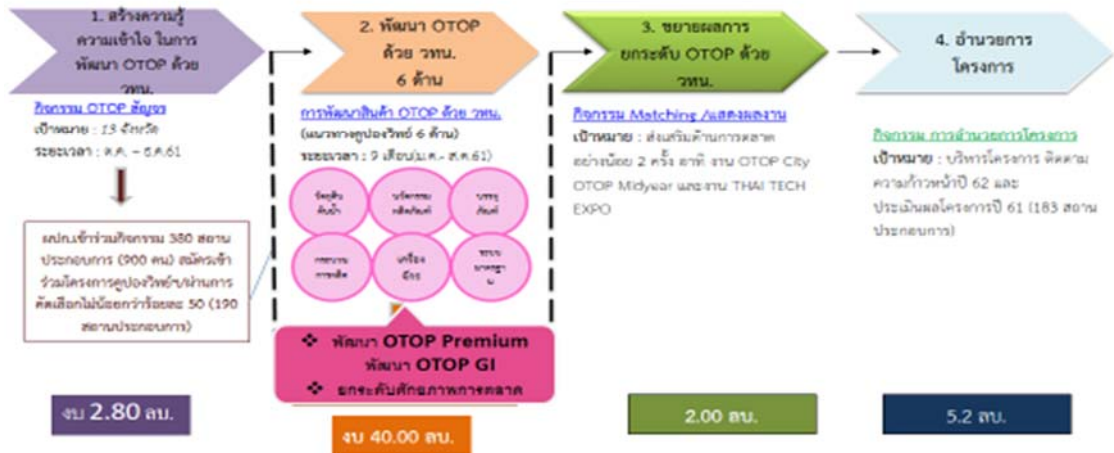 1. สร้างความรู้
ความเข้าใจ ในการ
พัฒนา OTOP ด้วย
วทน.
กิจกรรม OTOP สัญจร
เป้าหมาย : 13 จังหวัด
ระยะเวลา : ต.ค. – ธ.ค.61
ผปก.เข้าร่วมกิจกรรม 380 สถาน
ประกอบการ (900 คน) สมัครเข้า
ร่วมโครงการคูปองวิทย์ฯ/ผ่านการ
คัดเลือกไม่น้อยกว่าร้อยละ 50 (190
สถานประกอบการ)
งบ 2.80 ลบ.
2. พัฒนา OTOP
ด้วย วทน.
6 ด้าน
การพัฒนาสินค้า OTOP ด้วย วทน.
(แนวทางคูปองวิทย์ 6 ด้าน)
ระยะเวลา : 9 เดือน(ม.ค.- ส.ค.61)
วัตถุดิบ
ต้นน้ำ
นวัตกรรม
ผลิตภัณฑ์
บรรจุ
ภัณฑ์
กระบวน
การผลิต
เครื่อง
จักร
ระบบ
มาตรฐา
น
❖ พัฒนา OTOP Premium
พัฒนา OTOP GI
❖ ยกระดับศักยภาพการตลาด
งบ 40.00 ลบ.
3. ขยายผลการ
ยกระดับ OTOP ด้วย
วทน.
กิจกรรม Matching /แสดงผลงาน
เป้าหมาย : ส่งเสริมด้านการตลาด
อย่างน้อย 2 ครั้ง อาทิ งาน OTOP City
OTOP Midyear และงาน THAI TECH
EXPO
2.00 ลบ.
4. อำนวยการ
โครงการ
กิจกรรม การอำนวยการโครงการ
เป้าหมาย : บริหารโครงการ ติดตาม
ความก้าวหน้าปี 62 และ
ประเมินผลโครงการปี 61 (183 สถาน
ประกอบการ)
5.2 ลบ.